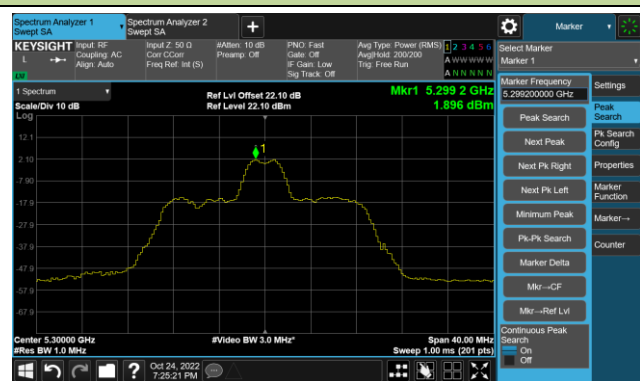 Spectrum Analyzer 1
Swept SA
Spectrum Analyzer 2
Swept SA
+
Marker
KEYSIGHT
L
LV
Input: RF
Coupling: AC
Align: Auto
Input Z: 50 Ω
Corr CCorr
Freq Ref: Int (S)
#Atten: 10 dB
Preamp: Off
PNO: Fast
Gate: Off
IF Gain: Low
Sig Track: Off
Avg Type: Power (RMS)
Avg|Hold: 200/200
Trig: Free Run
1 2 3 4 5 6
A W W W W W
A N N N N N
Select Marker
Marker 1
1 Spectrum
Scale/Div 10 dB
Log
Ref Lvl Offset 22.10 dB
Ref Level 22.10 dBm
Mkr1 5.299 2 GHz
1.896 dBm
12.1
2.10
-7.90
-17.9
-27.9
-37.9
-47.9
-57.9
-67.9
1
Center 5.30000 GHz
#Res BW 1.0 MHz
#Video BW 3.0 MHz*
Span 40.00 MHz
Sweep 1.00 ms (201 pts)
Marker Frequency
5.299200000 GHz
Peak Search
Next Peak
Next Pk Right
Next Pk Left
Minimum Peak
Pk-Pk Search
Marker Delta
Mkr→CF
Mkr→Ref Lvl
Continuous Peak
Search
On
Off
Settings
Peak
Search
Pk Search
Config
Properties
Marker
Function
Marker→
Counter
?
Oct 24, 2022
7:25:21 PM